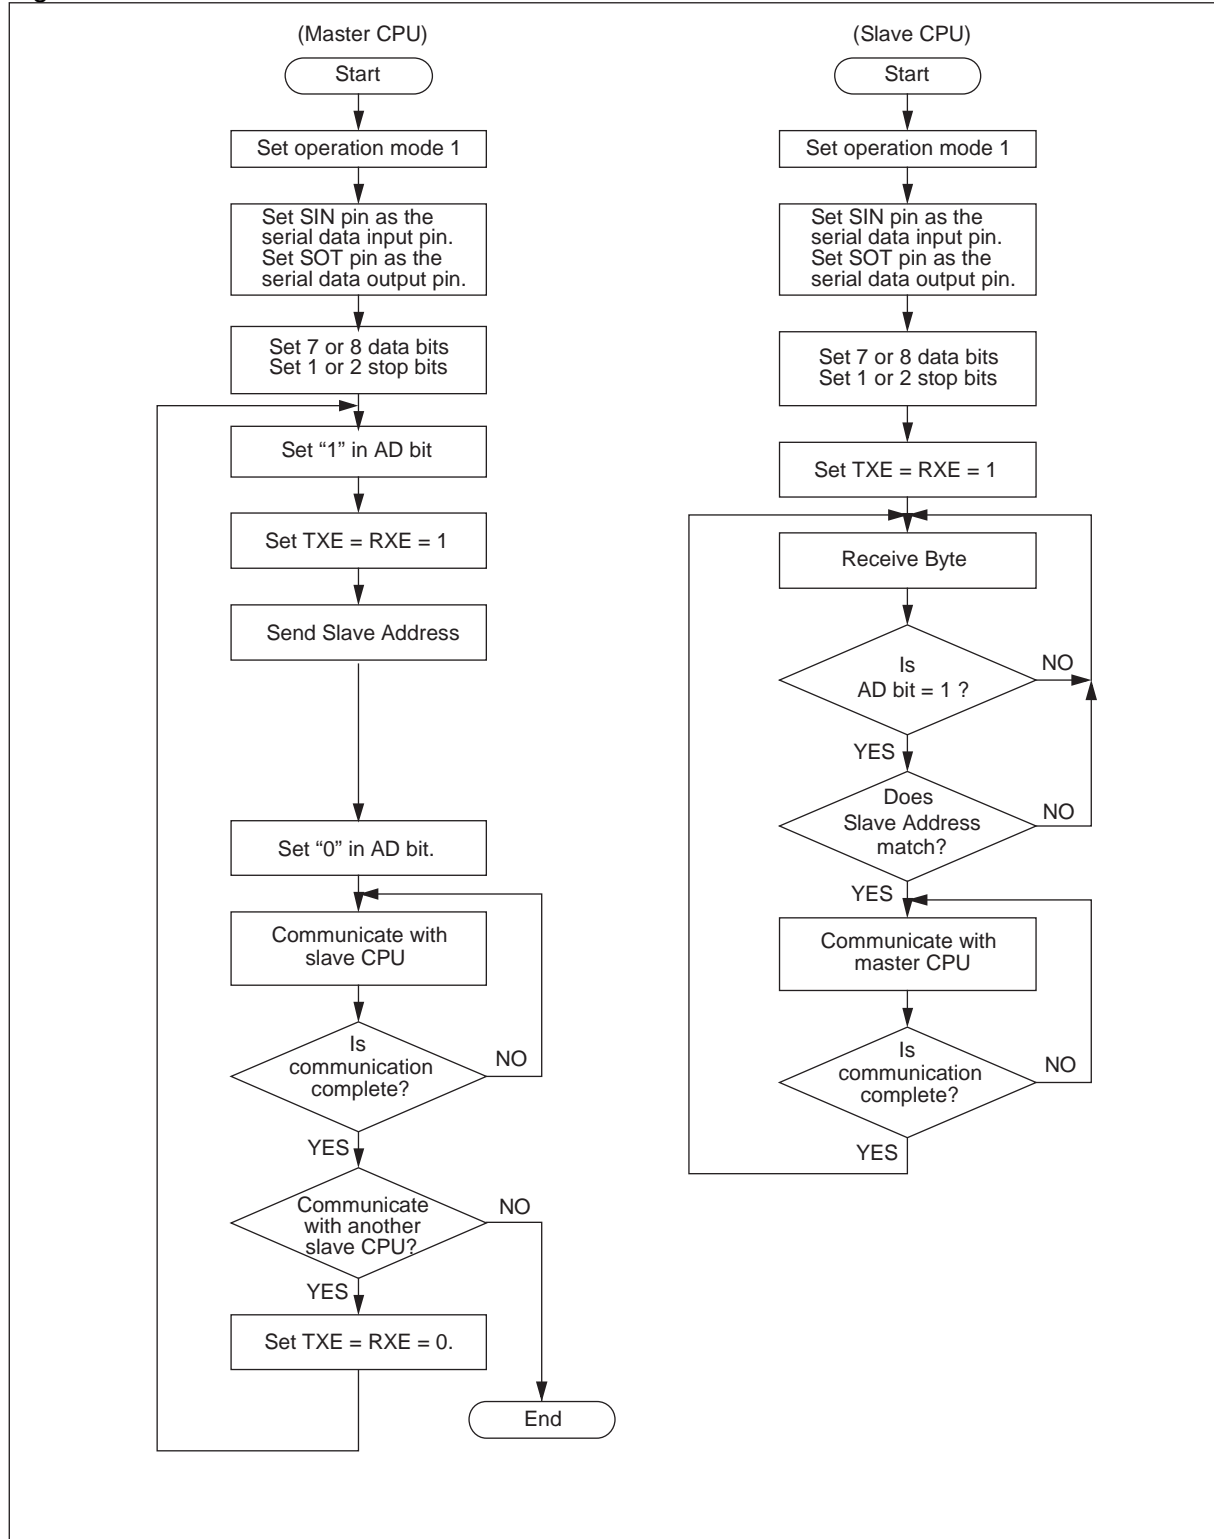 (Master CPU)
Start
Set operation mode 1
Set SIN pin as the
serial data input pin.
Set SOT pin as the
serial data output pin.
Set 7 or 8 data bits
Set 1 or 2 stop bits
Set “1” in AD bit
Set TXE = RXE = 1
Send Slave Address
Set “0” in AD bit.
Communicate with
slave CPU
Is
communication
complete?
NO
YES
Communicate
with another
slave CPU?
NO
YES
Set TXE = RXE = 0.
End
(Slave CPU)
Start
Set operation mode 1
Set SIN pin as the
serial data input pin.
Set SOT pin as the
serial data output pin.
Set 7 or 8 data bits
Set 1 or 2 stop bits
Set TXE = RXE = 1
Receive Byte
Is
AD bit = 1 ?
NO
YES
Does
Slave Address
match?
NO
YES
Communicate with
master CPU
Is
communication
complete?
NO
YES